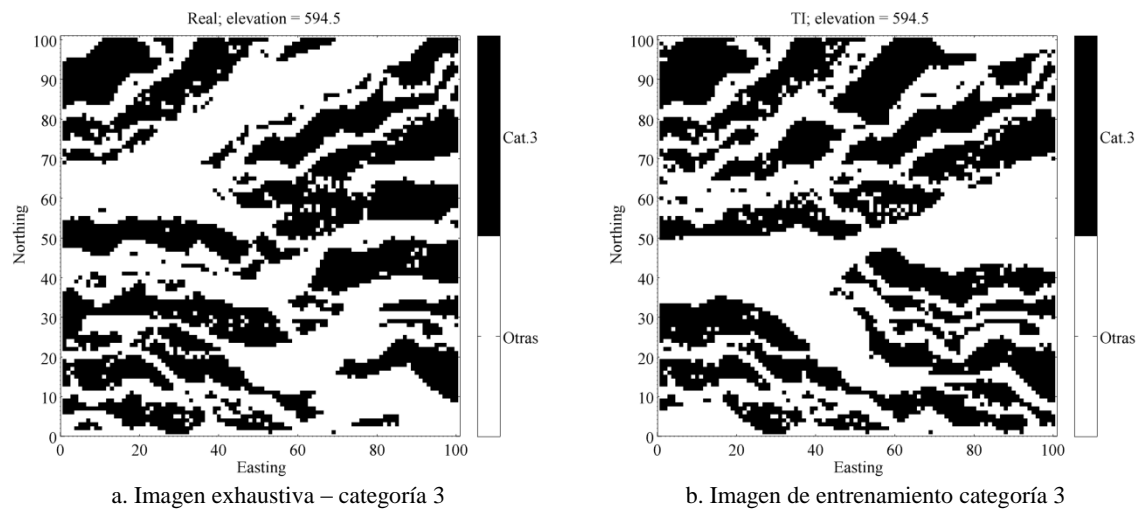 Real; elevation = 594.5
100
90
80
70
60
50
40
30
20
10
0
Northing
0 20 40 60 80 100
Easting
Cat.3
Otras
a. Imagen exhaustiva – categoría 3
TI; elevation = 594.5
100
90
80
70
60
50
40
30
20
10
0
Northing
0 20 40 60 80 100
Easting
Cat.3
Otras
b. Imagen de entrenamiento categoría 3